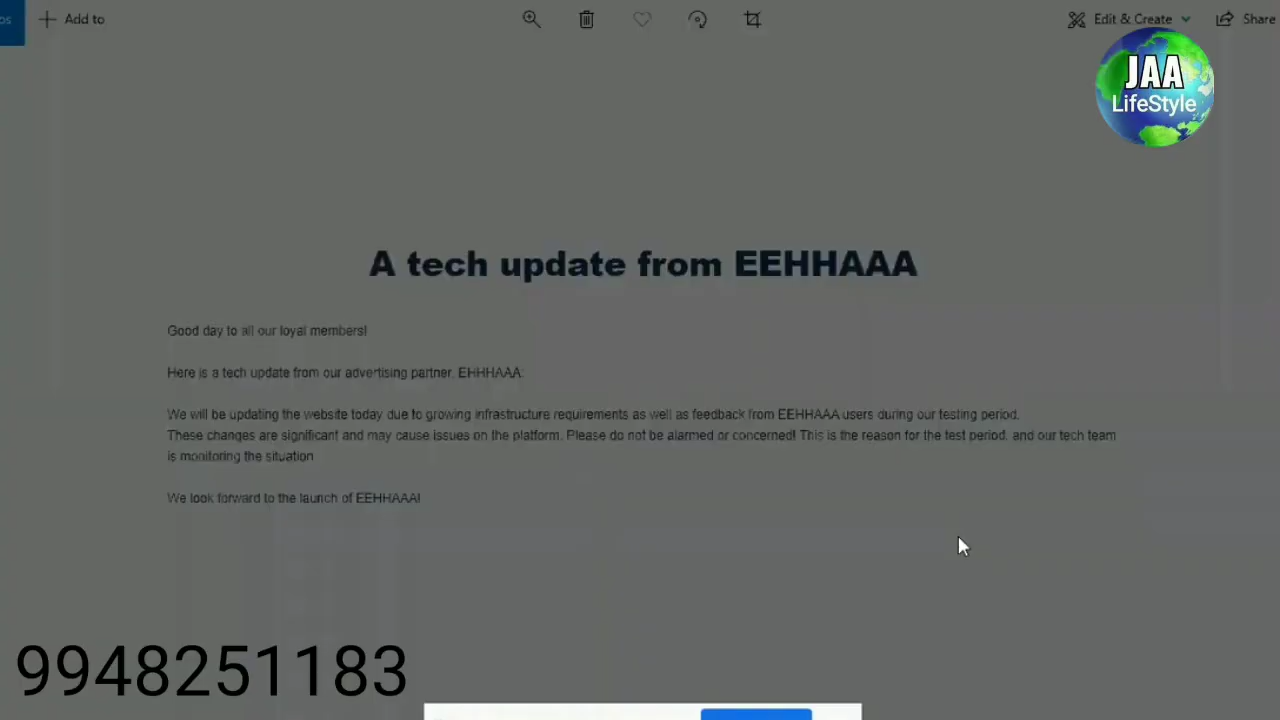 os
Add to
Edit & Create
Share
JAA
LifeStyle
A tech update from EEHHAAA
Good day to all our loyal members!
Here is a tech update from our advertising partner, EHHHAAA:
We will be updating the website today due to growing infrastructure requirements as well as feedback from EEHHAAA users during our testing period.
These changes are significant and may cause issues on the platform. Please do not be alarmed or concerned! This is the reason for the test period, and our tech team
is monitoring the situation
We look forward to the launch of EEHHAAA!
9948251183